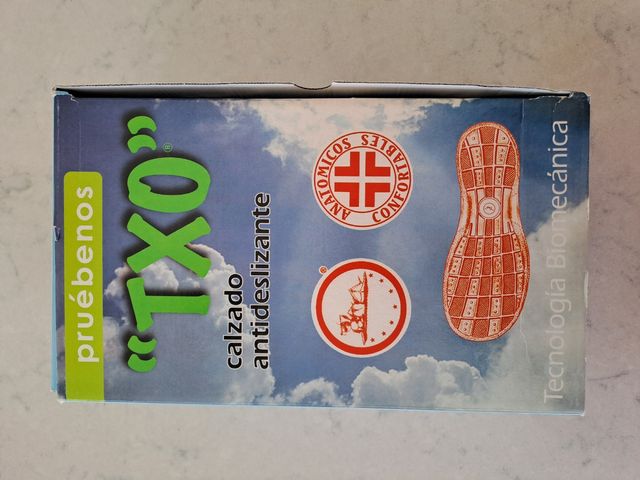 pruébenos
"TXO"®
calzado
antideslizante
®
ANATOMICOS
CONFORTABLES
Tecnología Biomecánica